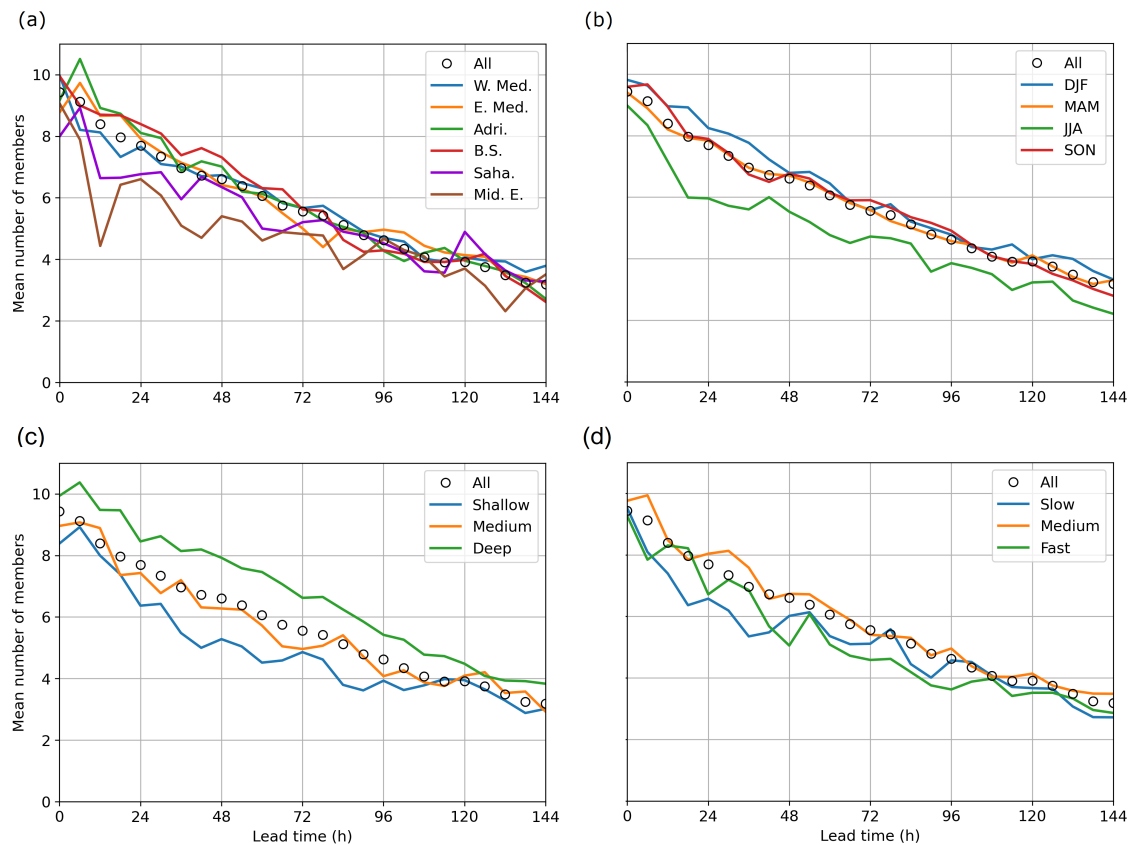 (a)
Mean number of members
10
8
6
4
2
0
0 24 48 72 96 120 144
All
W. Med.
E. Med.
Adri.
B.S.
Saha.
Mid. E.
(b)
0 24 48 72 96 120 144
All
DJF
MAM
JJA
SON
(c)
Mean number of members
10
8
6
4
2
0
0 24 48 72 96 120 144
Lead time (h)
All
Shallow
Medium
Deep
(d)
0 24 48 72 96 120 144
Lead time (h)
All
Slow
Medium
Fast